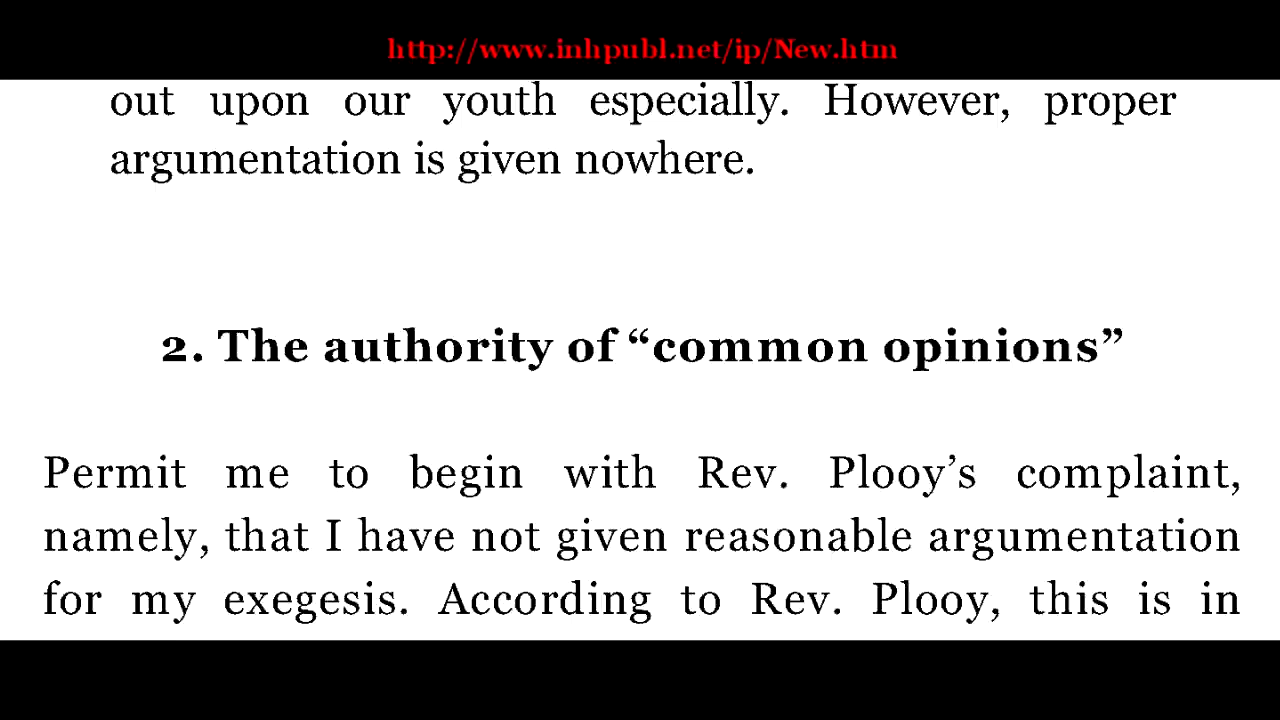 http://www.inhpubl.net/ip/New.htm
out upon our youth especially. However, proper
argumentation is given nowhere.
2. The authority of “common opinions”
Permit me to begin with Rev. Plooy’s complaint,
namely, that I have not given reasonable argumentation
for my exegesis. According to Rev. Plooy, this is in